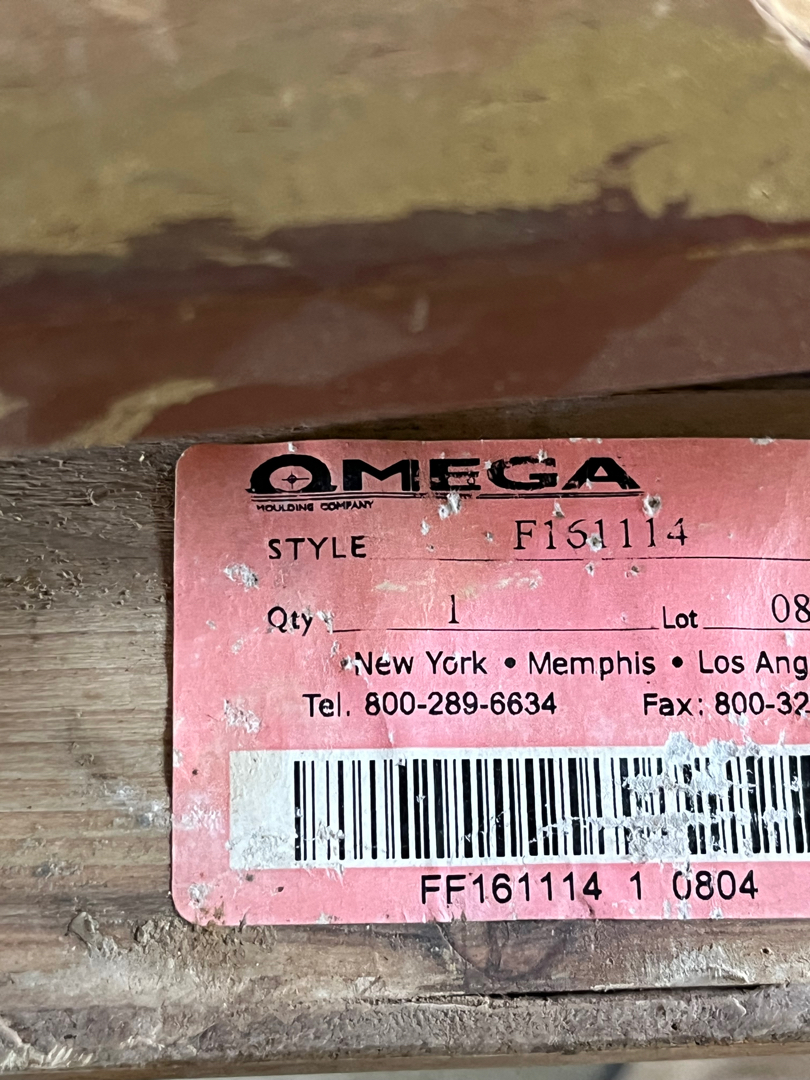 OMEGA
MOULDING COMPANY
STYLE F161114
Qty 1 Lot 08
New York • Memphis • Los Ang
Tel. 800-289-6634 Fax: 800-32
FF161114 1 0804